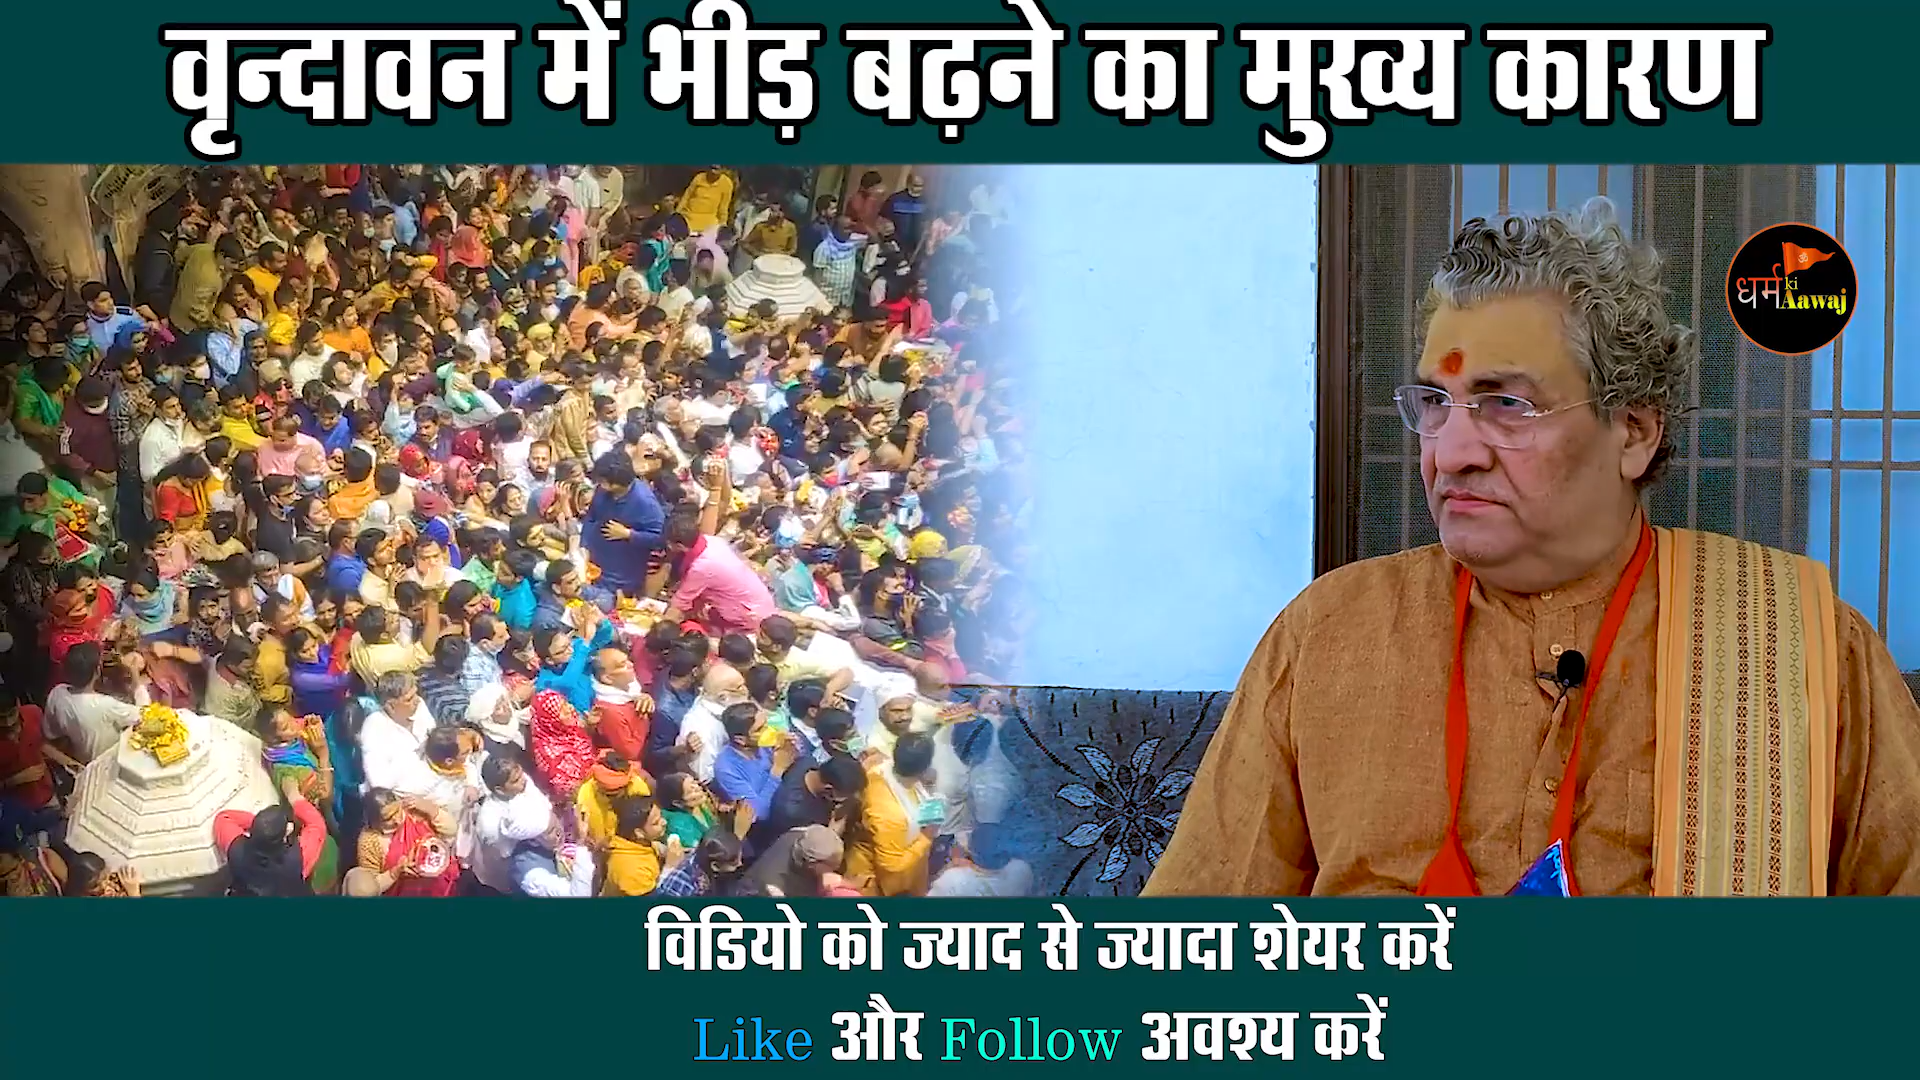 वृन्दावन में भीड़ बढ़ने का मुख्य कारण
ॐ
धर्म ki
Aawaj
विडियो को ज्याद से ज्यादा शेयर करें
Like और Follow अवश्य करें